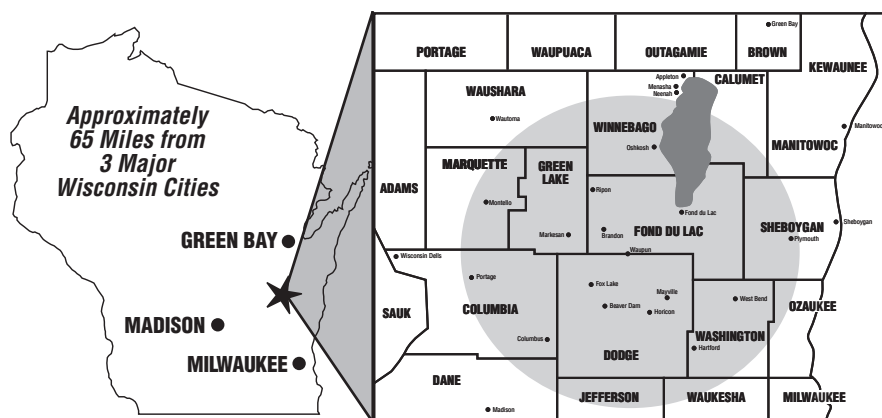 Approximately
65 Miles from
3 Major
Wisconsin Cities
GREEN BAY
MADISON
MILWAUKEE
PORTAGE
WAUPUACA
OUTAGAMIE
BROWN
Green Bay
KEWAUNEE
WAUSHARA
Wautoma
Appleton
Menasha
Neenah
CALUMET
WINNEBAGO
Oshkosh
Manitowoc
MANITOWOC
ADAMS
MARQUETTE
Montello
GREEN
LAKE
Markesan
Ripon
Brandon
Fond du Lac
FOND DU LAC
Waupun
SHEBOYGAN
Sheboygan
Plymouth
Wisconsin Dells
Portage
COLUMBIA
Columbus
SAUK
Fox Lake
Beaver Dam
Mayville
Horicon
DODGE
West Bend
WASHINGTON
Hartford
OZAUKEE
DANE
Madison
JEFFERSON
WAUKESHA
MILWAUKEE